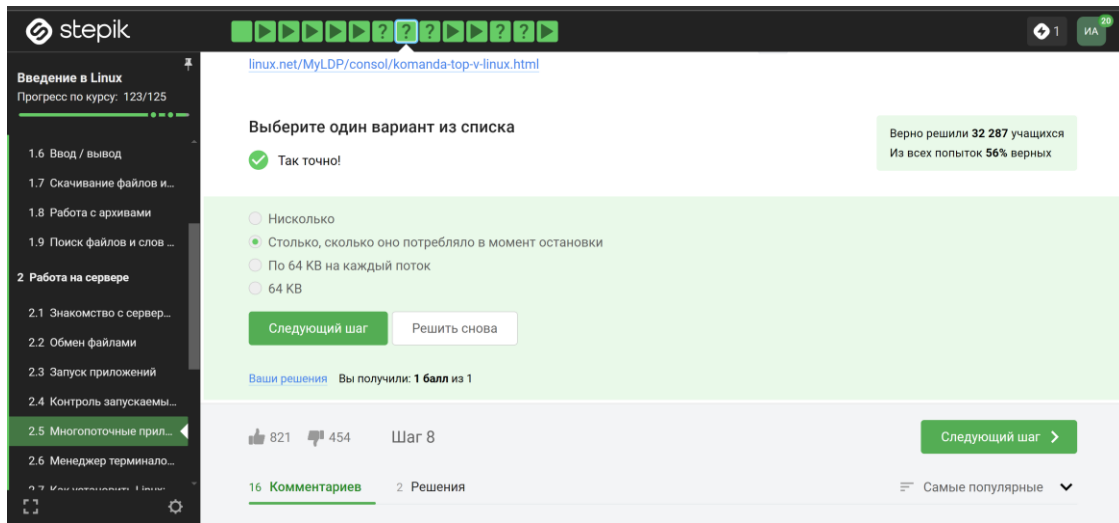 stepik
? ? ? ? ?
1
ИА
20
Введение в Linux
Прогресс по курсу: 123/125
1.6 Ввод / вывод
1.7 Скачивание файлов и...
1.8 Работа с архивами
1.9 Поиск файлов и слов ...
2 Работа на сервере
2.1 Знакомство с сервер...
2.2 Обмен файлами
2.3 Запуск приложений
2.4 Контроль запускаемы...
2.5 Многопоточные прил...
2.6 Менеджер терминало...
2.7 Как установить Linux:
linux.net/MyLDP/consol/komanda-top-v-linux.html
Выберите один вариант из списка
Так точно!
Верно решили 32 287 учащихся
Из всех попыток 56% верных
Нисколько
Столько, сколько оно потребляло в момент остановки
По 64 KB на каждый поток
64 KB
Следующий шаг
Решить снова
Ваши решения Вы получили: 1 балл из 1
821 454 Шаг 8
Следующий шаг
16 Комментариев 2 Решения
Самые популярные